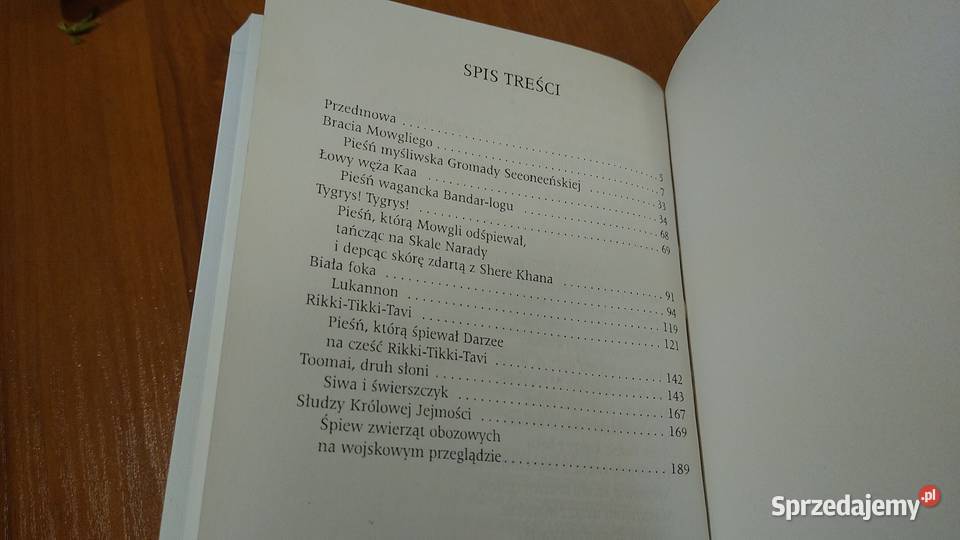 SPIS TREŚCI
Przedmowa . . . . . . . . . . . . . . . . . . . . . . . . . . . . . . 5
Bracia Mowgliego . . . . . . . . . . . . . . . . . . . . . . . . . . 7
Pieśń myśliwska Gromady Seeoneeńskiej . . . . . . . . 33
Łowy węża Kaa . . . . . . . . . . . . . . . . . . . . . . . . . . . 34
Pieśń wagancka Bandar-logu . . . . . . . . . . . . . . . . 68
Tygrys! Tygrys! . . . . . . . . . . . . . . . . . . . . . . . . . . . 69
Pieśń, którą Mowgli odśpiewał,
tańcząc na Skale Narady
i depcąc skórę zdartą z Shere Khana . . . . . . . . . . 91
Biała foka . . . . . . . . . . . . . . . . . . . . . . . . . . . . . . . 94
Lukannon . . . . . . . . . . . . . . . . . . . . . . . . . . . . . 119
Rikki-Tikki-Tavi . . . . . . . . . . . . . . . . . . . . . . . . . . 121
Pieśń, którą śpiewał Darzee
na cześć Rikki-Tikki-Tavi . . . . . . . . . . . . . . . . . . 142
Toomai, druh słoni . . . . . . . . . . . . . . . . . . . . . . . . 143
Siwa i świerszczyk . . . . . . . . . . . . . . . . . . . . . . . 167
Słudzy Królowej Jejmości . . . . . . . . . . . . . . . . . . . 169
Śpiew zwierząt obozowych
na wojskowym przeglądzie . . . . . . . . . . . . . . . . . 189
Sprzedajemy.pl